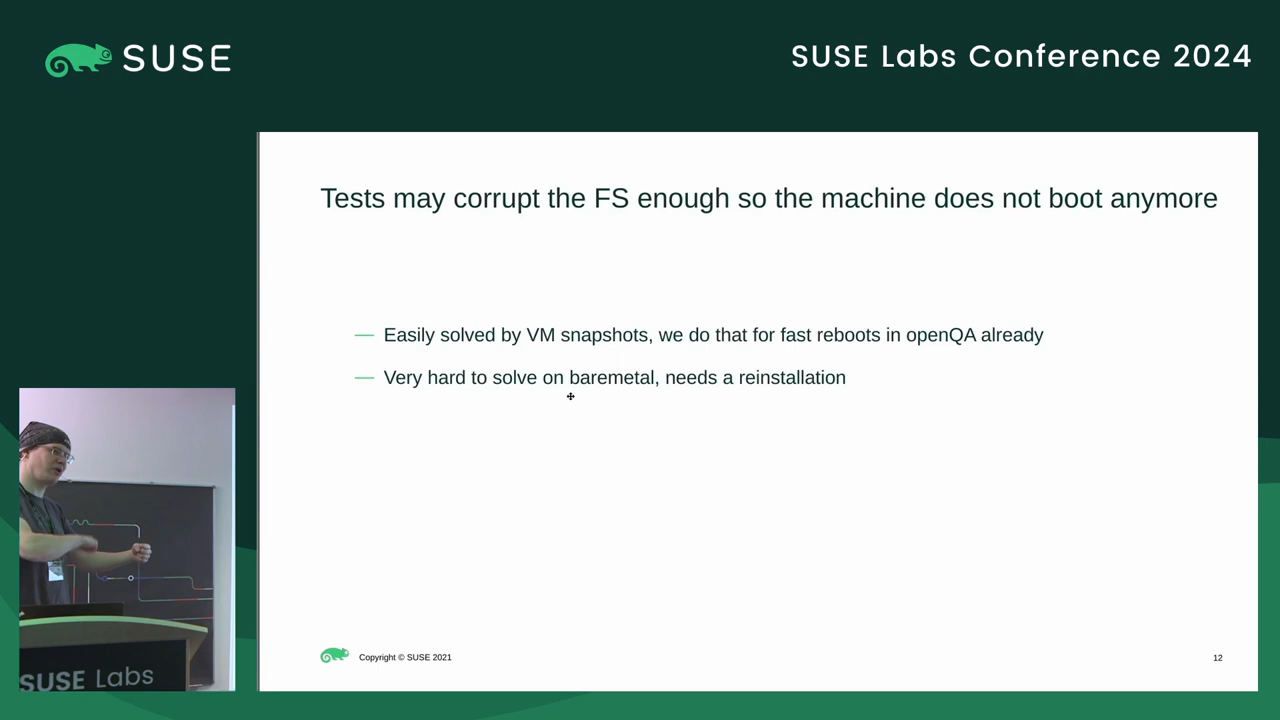 SUSE
SUSE Labs Conference 2024
Tests may corrupt the FS enough so the machine does not boot anymore
— Easily solved by VM snapshots, we do that for fast reboots in openQA already
— Very hard to solve on baremetal, needs a reinstallation
Copyright © SUSE 2021
12
SUSE Labs